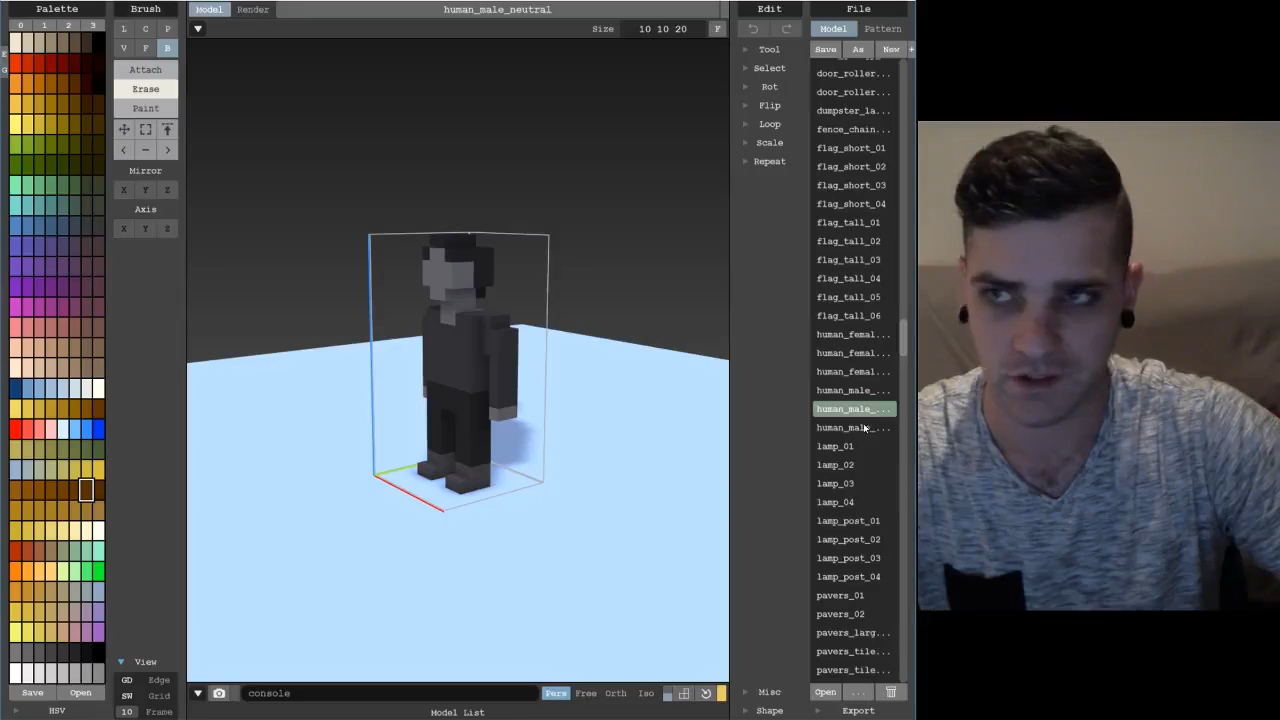 Palette
0 1 2 3
Save Open
HSV
Brush
L C P
V F B
Attach
Erase
Paint
Mirror
X Y Z
Axis
X Y Z
View
GD Edge
SW Grid
10 Frame
Model Render human_male_neutral
Size 10 10 20 F
console Pers Free Orth Iso
Model List
Edit
Tool
Select
Rot
Flip
Loop
Scale
Repeat
Misc
Shape
File
Model Pattern
Save As New +
door_roller...
door_roller...
dumpster_la...
fence_chain...
flag_short_01
flag_short_02
flag_short_03
flag_short_04
flag_tall_01
flag_tall_02
flag_tall_03
flag_tall_04
flag_tall_05
flag_tall_06
human_femal...
human_femal...
human_femal...
human_male_...
human_male_...
human_male_...
lamp_01
lamp_02
lamp_03
lamp_04
lamp_post_01
lamp_post_02
lamp_post_03
lamp_post_04
pavers_01
pavers_02
pavers_larg...
pavers_tile...
pavers_tile...
Open ...
Export